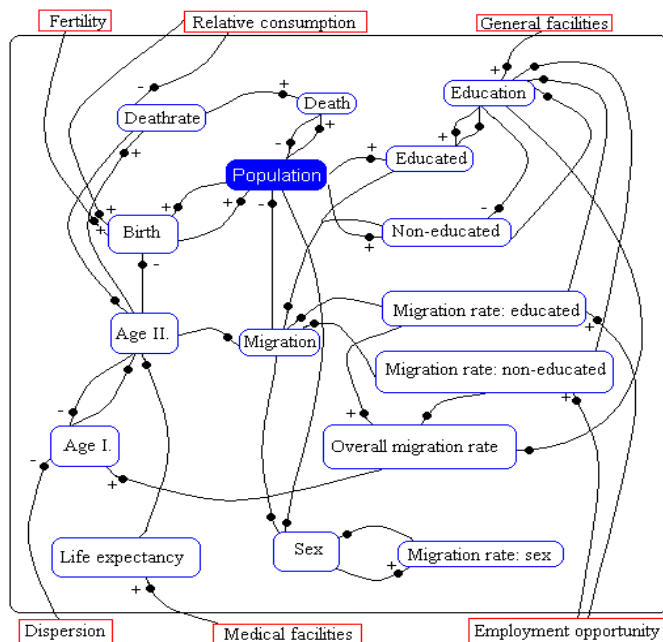 Fertility
Relative consumption
General facilities
Deathrate
Death
Education
Population
Educated
Birth
Non-educated
Age II.
Migration
Migration rate: educated
Migration rate: non-educated
Age I.
Overall migration rate
Life expectancy
Sex
Migration rate: sex
Dispersion
Medical facilities
Employment opportunity